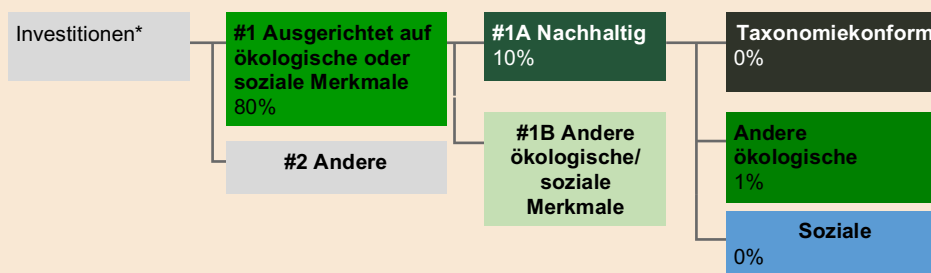 Investitionen*
#1 Ausgerichtet auf
ökologische oder
soziale Merkmale
80%
#2 Andere
#1A Nachhaltig
10%
#1B Andere
ökologische/
soziale
Merkmale
Taxonomiekonform
0%
Andere
ökologische
1%
Soziale
0%